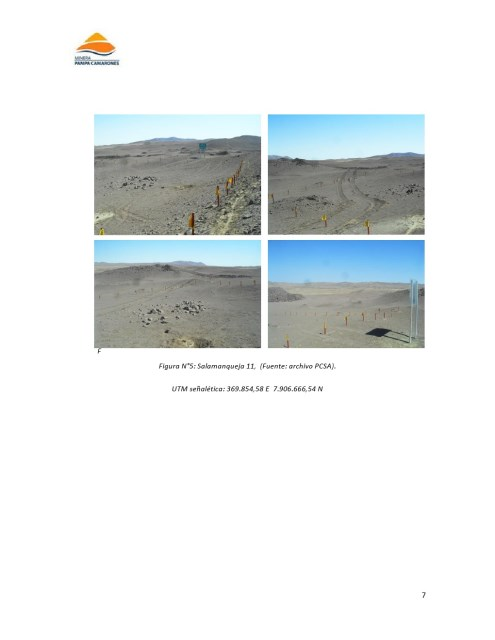 MINERA
PAMPA CAMARONES
F
Figura N°5: Salamanqueja 11, (Fuente: archivo PCSA).
UTM señalética: 369.854,58 E 7.906.666,54 N
7